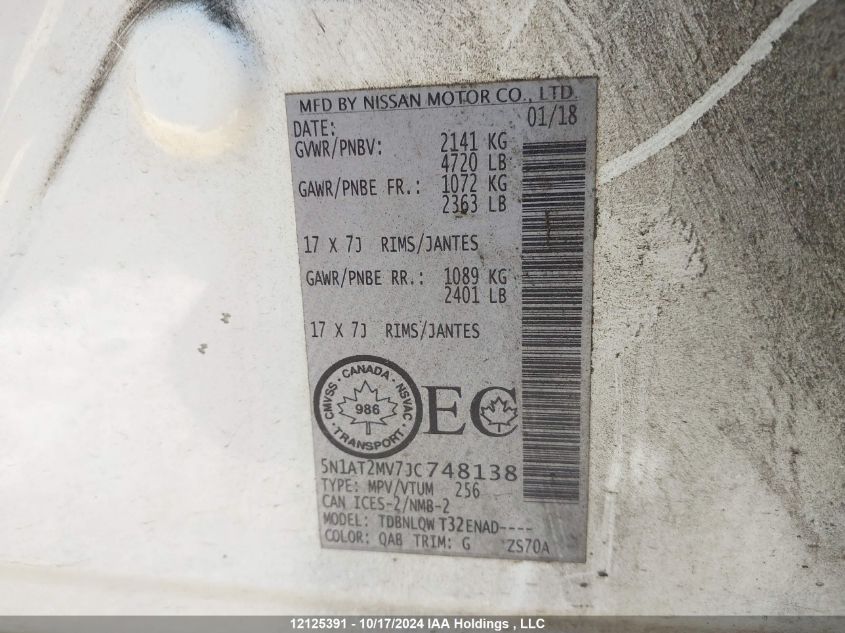 MFD BY NISSAN MOTOR CO., LTD.
DATE: 01/18
GVWR/PNBV: 2141 KG
4720 LB
GAWR/PNBE FR.: 1072 KG
2363 LB
17 X 7J RIMS/JANTES
GAWR/PNBE RR.: 1089 KG
2401 LB
17 X 7J RIMS/JANTES
CMVSS · CANADA · NSVAC
986
· TRANSPORT ·
EC
5N1AT2MV7JC748138
TYPE: MPV/VTUM 256
CAN ICES-2/NMB-2
MODEL: TDBNLQW T32ENAD----
COLOR: QAB TRIM: G ZS70A
12125391 - 10/17/2024 IAA Holdings , LLC